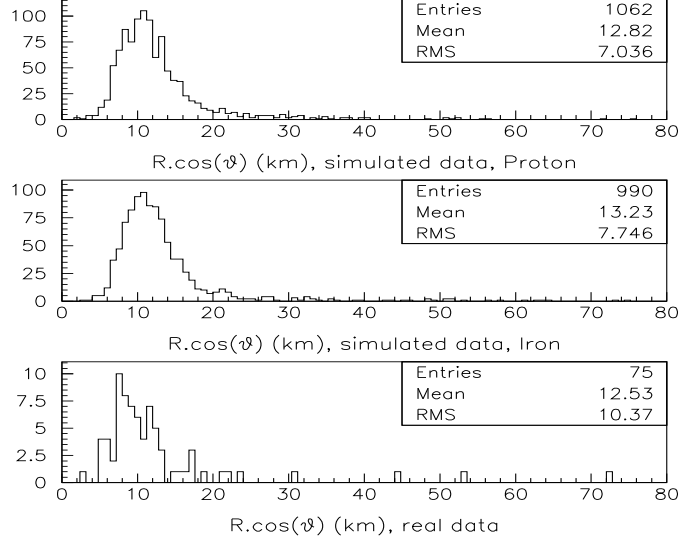 100
75
50
25
0
Entries 1062
Mean 12.82
RMS 7.036
0 10 20 30 40 50 60 70 80
R.cos(ϑ) (km), simulated data, Proton
100
75
50
25
0
Entries 990
Mean 13.23
RMS 7.746
0 10 20 30 40 50 60 70 80
R.cos(ϑ) (km), simulated data, Iron
10
7.5
5
2.5
0
Entries 75
Mean 12.53
RMS 10.37
0 10 20 30 40 50 60 70 80
R.cos(ϑ) (km), real data